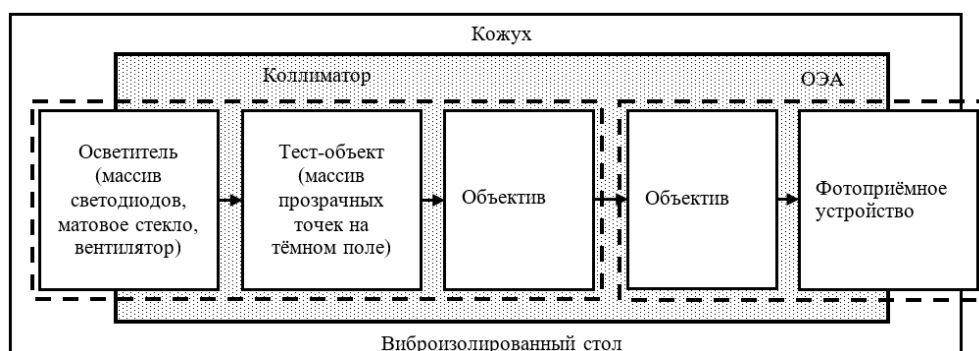 Кожух
Коллиматор
ОЭА
Осветитель
(массив
светодиодов,
матовое стекло,
вентилятор)
Тест-объект
(массив
прозрачных
точек на
тёмном поле)
Объектив
Объектив
Фотоприёмное
устройство
Виброизолированный стол